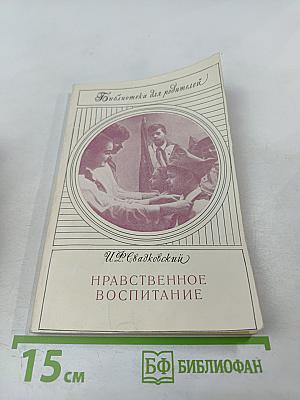 Библиотека для родителей
И.Ф. Свадковский
НРАВСТВЕННОЕ
ВОСПИТАНИЕ
15 см
БФ БИБЛИОФАН